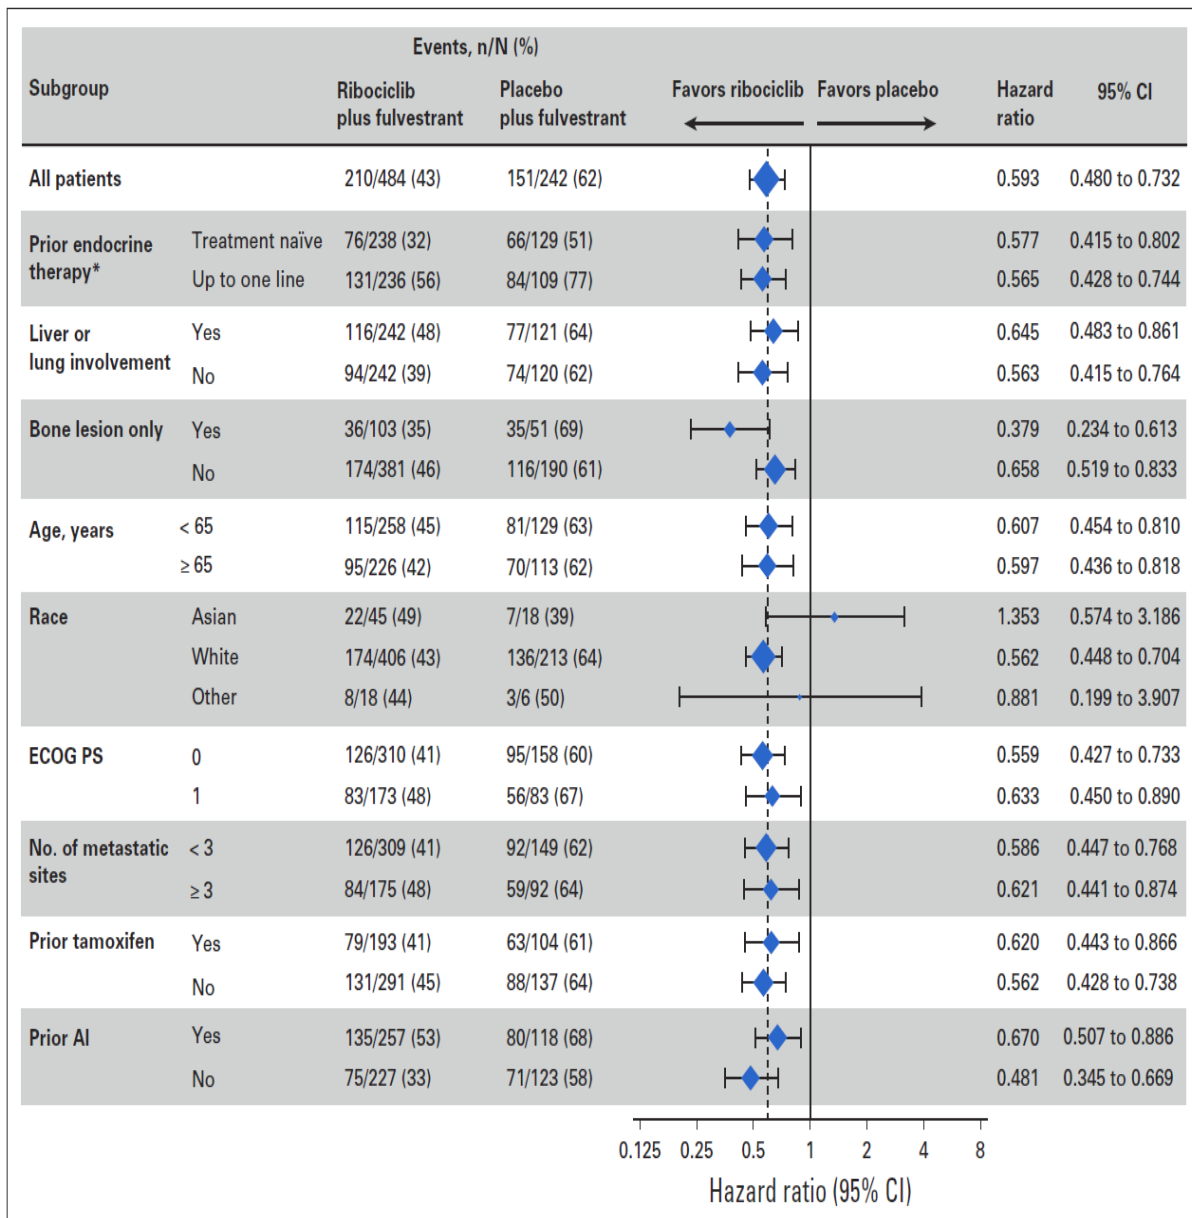 Events, n/N (%)
Subgroup Ribociclib plus fulvestrant Placebo plus fulvestrant Favors ribociclib Favors placebo Hazard ratio 95% CI
All patients 210/484 (43) 151/242 (62) 0.593 0.480 to 0.732
Prior endocrine therapy* Treatment naïve 76/238 (32) 66/129 (51) 0.577 0.415 to 0.802
Up to one line 131/236 (56) 84/109 (77) 0.565 0.428 to 0.744
Liver or lung involvement Yes 116/242 (48) 77/121 (64) 0.645 0.483 to 0.861
No 94/242 (39) 74/120 (62) 0.563 0.415 to 0.764
Bone lesion only Yes 36/103 (35) 35/51 (69) 0.379 0.234 to 0.613
No 174/381 (46) 116/190 (61) 0.658 0.519 to 0.833
Age, years < 65 115/258 (45) 81/129 (63) 0.607 0.454 to 0.810
≥ 65 95/226 (42) 70/113 (62) 0.597 0.436 to 0.818
Race Asian 22/45 (49) 7/18 (39) 1.353 0.574 to 3.186
White 174/406 (43) 136/213 (64) 0.562 0.448 to 0.704
Other 8/18 (44) 3/6 (50) 0.881 0.199 to 3.907
ECOG PS 0 126/310 (41) 95/158 (60) 0.559 0.427 to 0.733
1 83/173 (48) 56/83 (67) 0.633 0.450 to 0.890
No. of metastatic sites < 3 126/309 (41) 92/149 (62) 0.586 0.447 to 0.768
≥ 3 84/175 (48) 59/92 (64) 0.621 0.441 to 0.874
Prior tamoxifen Yes 79/193 (41) 63/104 (61) 0.620 0.443 to 0.866
No 131/291 (45) 88/137 (64) 0.562 0.428 to 0.738
Prior AI Yes 135/257 (53) 80/118 (68) 0.670 0.507 to 0.886
No 75/227 (33) 71/123 (58) 0.481 0.345 to 0.669
0.125 0.25 0.5 1 2 4 8
Hazard ratio (95% CI)